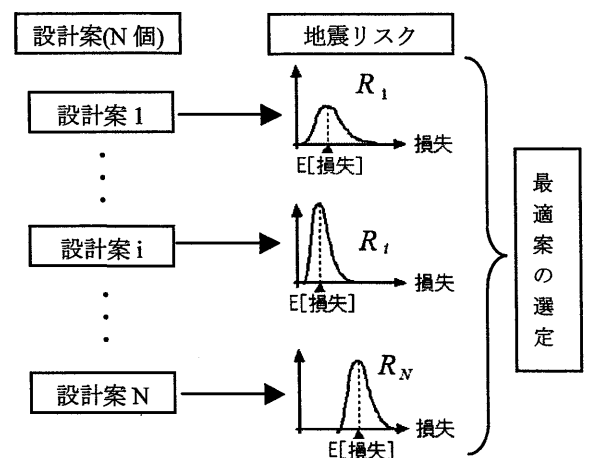 設計案(N 個)
地震リスク
設計案 1
R₁
損失
E[損失]
設計案 i
Rᵢ
損失
E[損失]
設計案 N
R_N
損失
E[損失]
最適案の選定